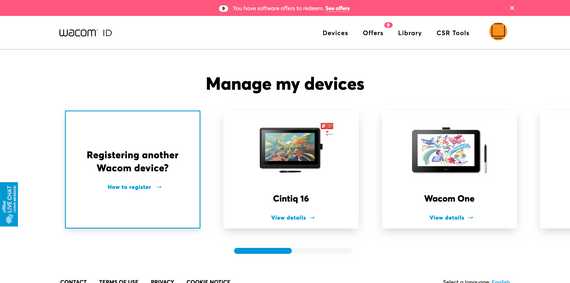 You have software offers to redeem. See offers
wacom ID
Devices
Offers
Library
CSR Tools
Manage my devices
Registering another
Wacom device?
How to register →
Cintiq 16
View details →
Wacom One
View details →
LIVE CHAT
CONTACT
TERMS OF USE
PRIVACY
COOKIE NOTICE
Select a language: English